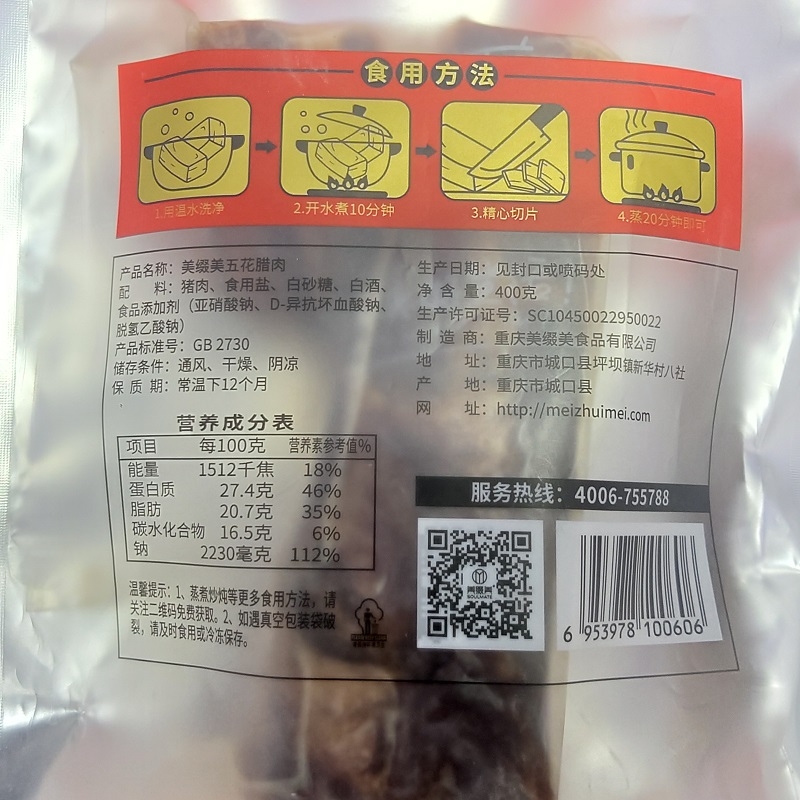 食用方法
1.用温水洗净
2.开水煮10分钟
3.精心切片
4.蒸20分钟即可
产品名称：美缀美五花腊肉
配 料：猪肉、食用盐、白砂糖、白酒、
食品添加剂（亚硝酸钠、D-异抗坏血酸钠、
脱氢乙酸钠）
产品标准号：GB 2730
储存条件：通风、干燥、阴凉
保 质 期：常温下12个月
生产日期：见封口或喷码处
净 含 量：400克
生产许可证号：SC10450022950022
制 造 商：重庆美缀美食品有限公司
地 址：重庆市城口县坪坝镇新华村八社
产 地：重庆市城口县
网 址：http://meizhuimei.com
营养成分表
项目 每100克 营养素参考值%
能量 1512千焦 18%
蛋白质 27.4克 46%
脂肪 20.7克 35%
碳水化合物 16.5克 6%
钠 2230毫克 112%
温馨提示：1、蒸煮炒炖等更多食用方法，请
关注二维码免费获取。2、如遇真空包装袋破
裂，请及时食用或冷冻保存。
服务热线：4006-755788
6 953978 100606